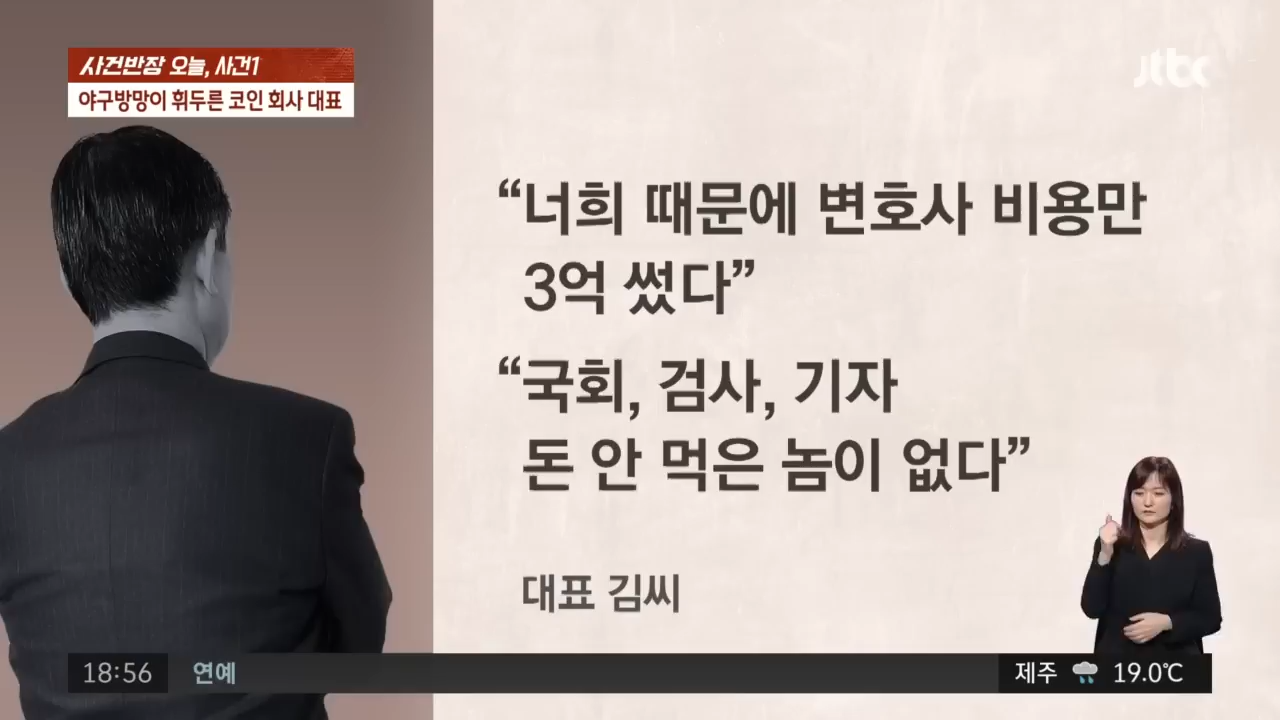 사건반장 오늘, 사건1
야구방망이 휘두른 코인 회사 대표
jtbc
“너희 때문에 변호사 비용만
3억 썼다”
“국회, 검사, 기자
돈 안 먹은 놈이 없다”
대표 김씨
18:56 연예 제주 19.0℃